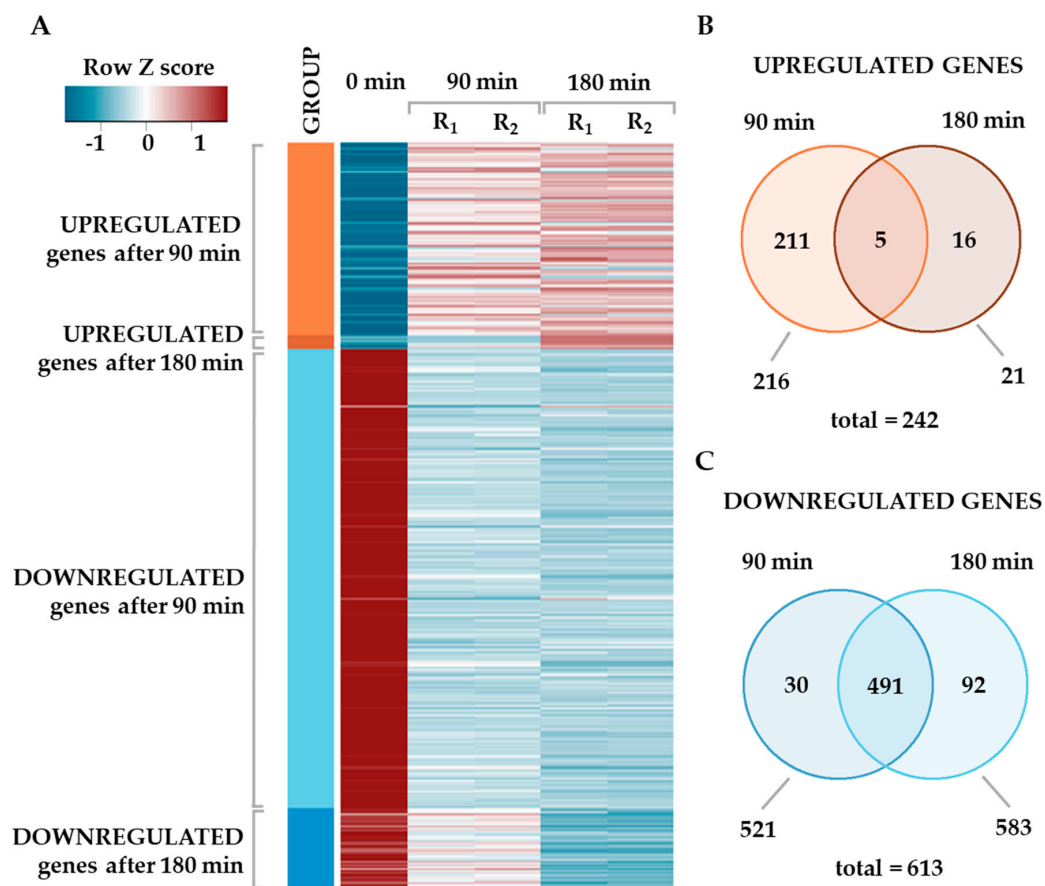 A
Row Z score
-1 0 1
GROUP
0 min
90 min
180 min
R1 R2 R1 R2
UPREGULATED
genes after 90 min
UPREGULATED
genes after 180 min
DOWNREGULATED
genes after 90 min
DOWNREGULATED
genes after 180 min
B
UPREGULATED GENES
90 min
180 min
211 5 16
216
21
total = 242
C
DOWNREGULATED GENES
90 min
180 min
30 491 92
521
583
total = 613